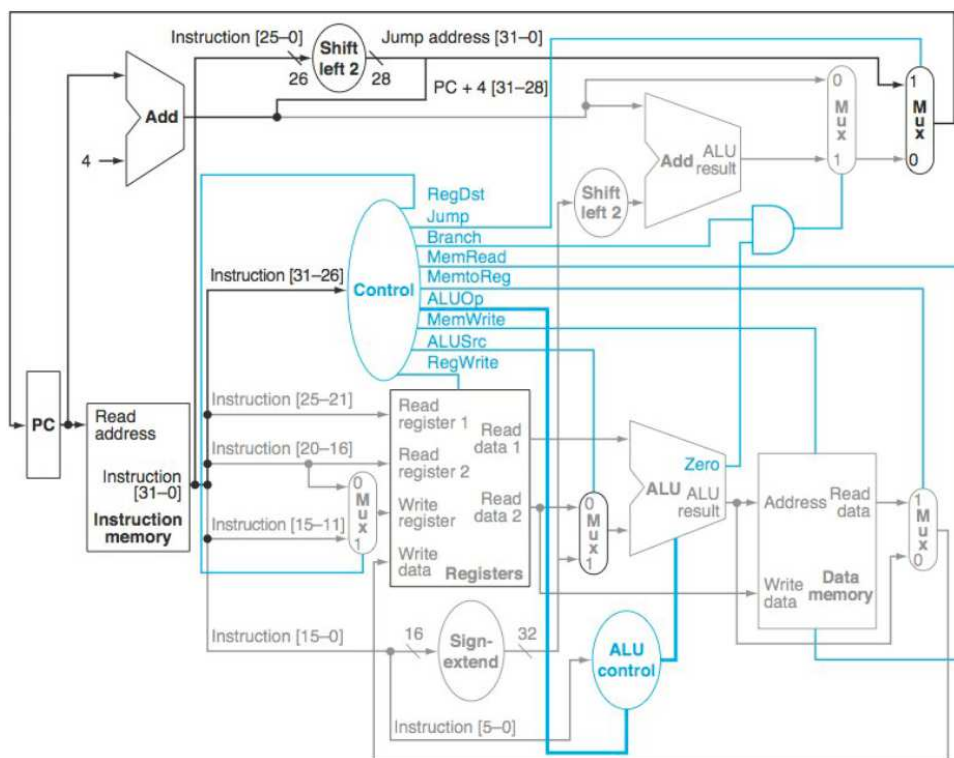 Instruction [25–0]
Shift
left 2
Jump address [31–0]
26
28
PC + 4 [31–28]
Add
4
0
M
u
x
1
1
M
u
x
0
Add
ALU
result
Shift
left 2
RegDst
Jump
Branch
MemRead
MemtoReg
ALUOp
MemWrite
ALUSrc
RegWrite
Instruction [31–26]
Control
PC
Read
address
Instruction
[31–0]
Instruction
memory
Instruction [25–21]
Instruction [20–16]
Instruction [15–11]
0
M
u
x
1
Read
register 1
Read
register 2
Write
register
Write
data
Read
data 1
Read
data 2
Registers
0
M
u
x
1
Zero
ALU
ALU
result
Address
Read
data
Write
data
Data
memory
1
M
u
x
0
Instruction [15–0]
16
Sign-
extend
32
ALU
control
Instruction [5–0]